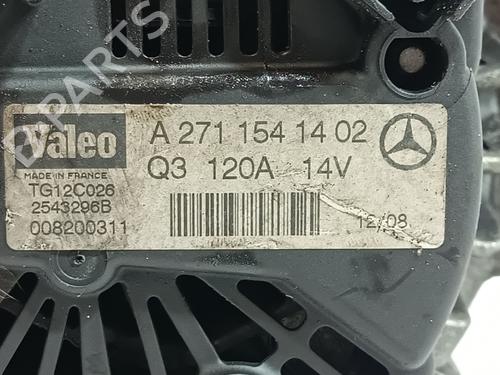 B-PARTS
Valeo
MADE IN FRANCE
TG12C026
2543296B
008200311
A 271 154 14 02
Q3 120A 14V
12/08